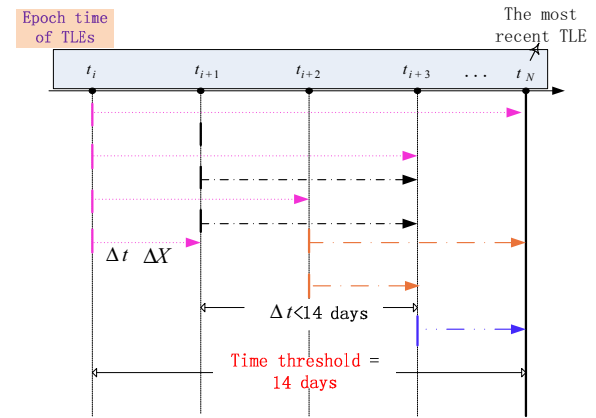 Epoch time
of TLEs
The most
recent TLE
t_i t_{i+1} t_{i+2} t_{i+3} ... t_N
Δt ΔX
Δt<14 days
Time threshold =
14 days